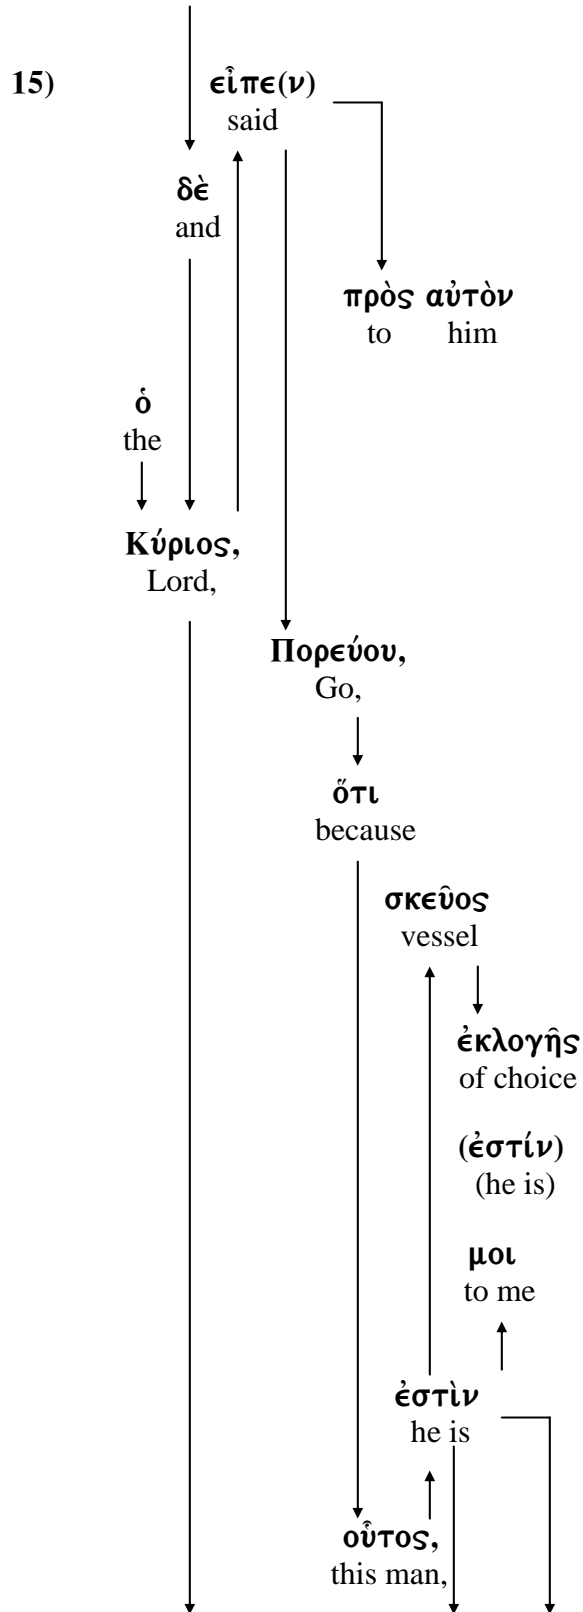 15) εἶπε(ν)
said
δὲ
and
πρὸς αὐτὸν
to him
ὁ
the
Κύριος,
Lord,
Πορεύου,
Go,
ὅτι
because
σκεῦος
vessel
ἐκλογῆς
of choice
(ἐστίν)
(he is)
μοι
to me
ἐστὶν
he is
οὗτος,
this man,